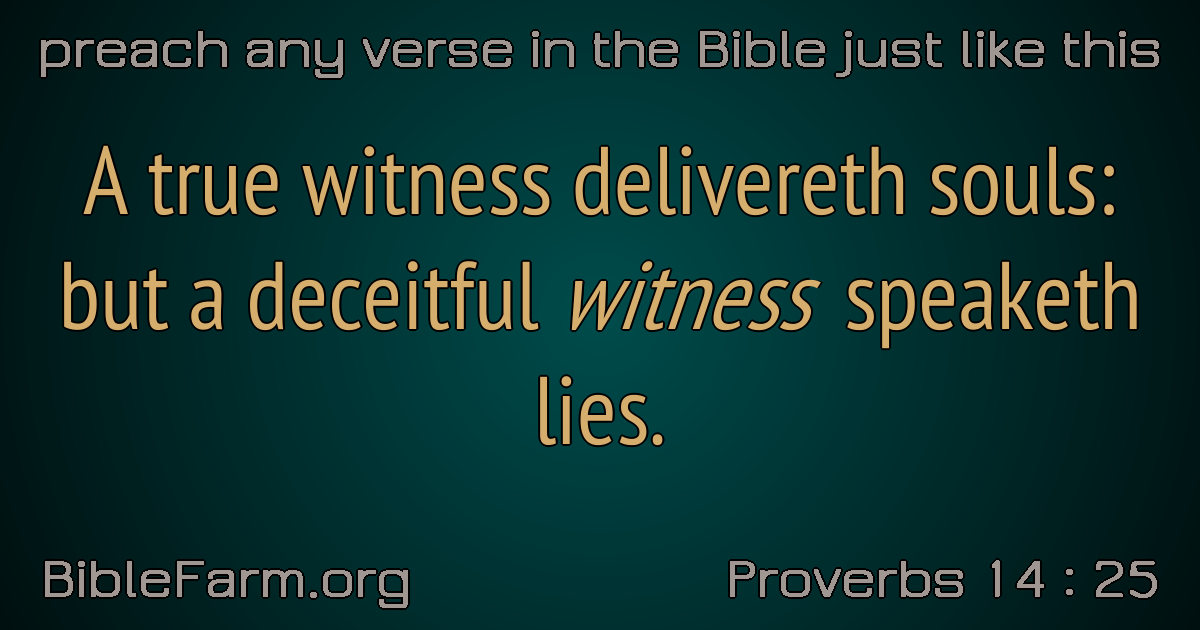 preach any verse in the Bible just like this
A true witness delivereth souls:
but a deceitful witness speaketh
lies.
BibleFarm.org
Proverbs 14 : 25